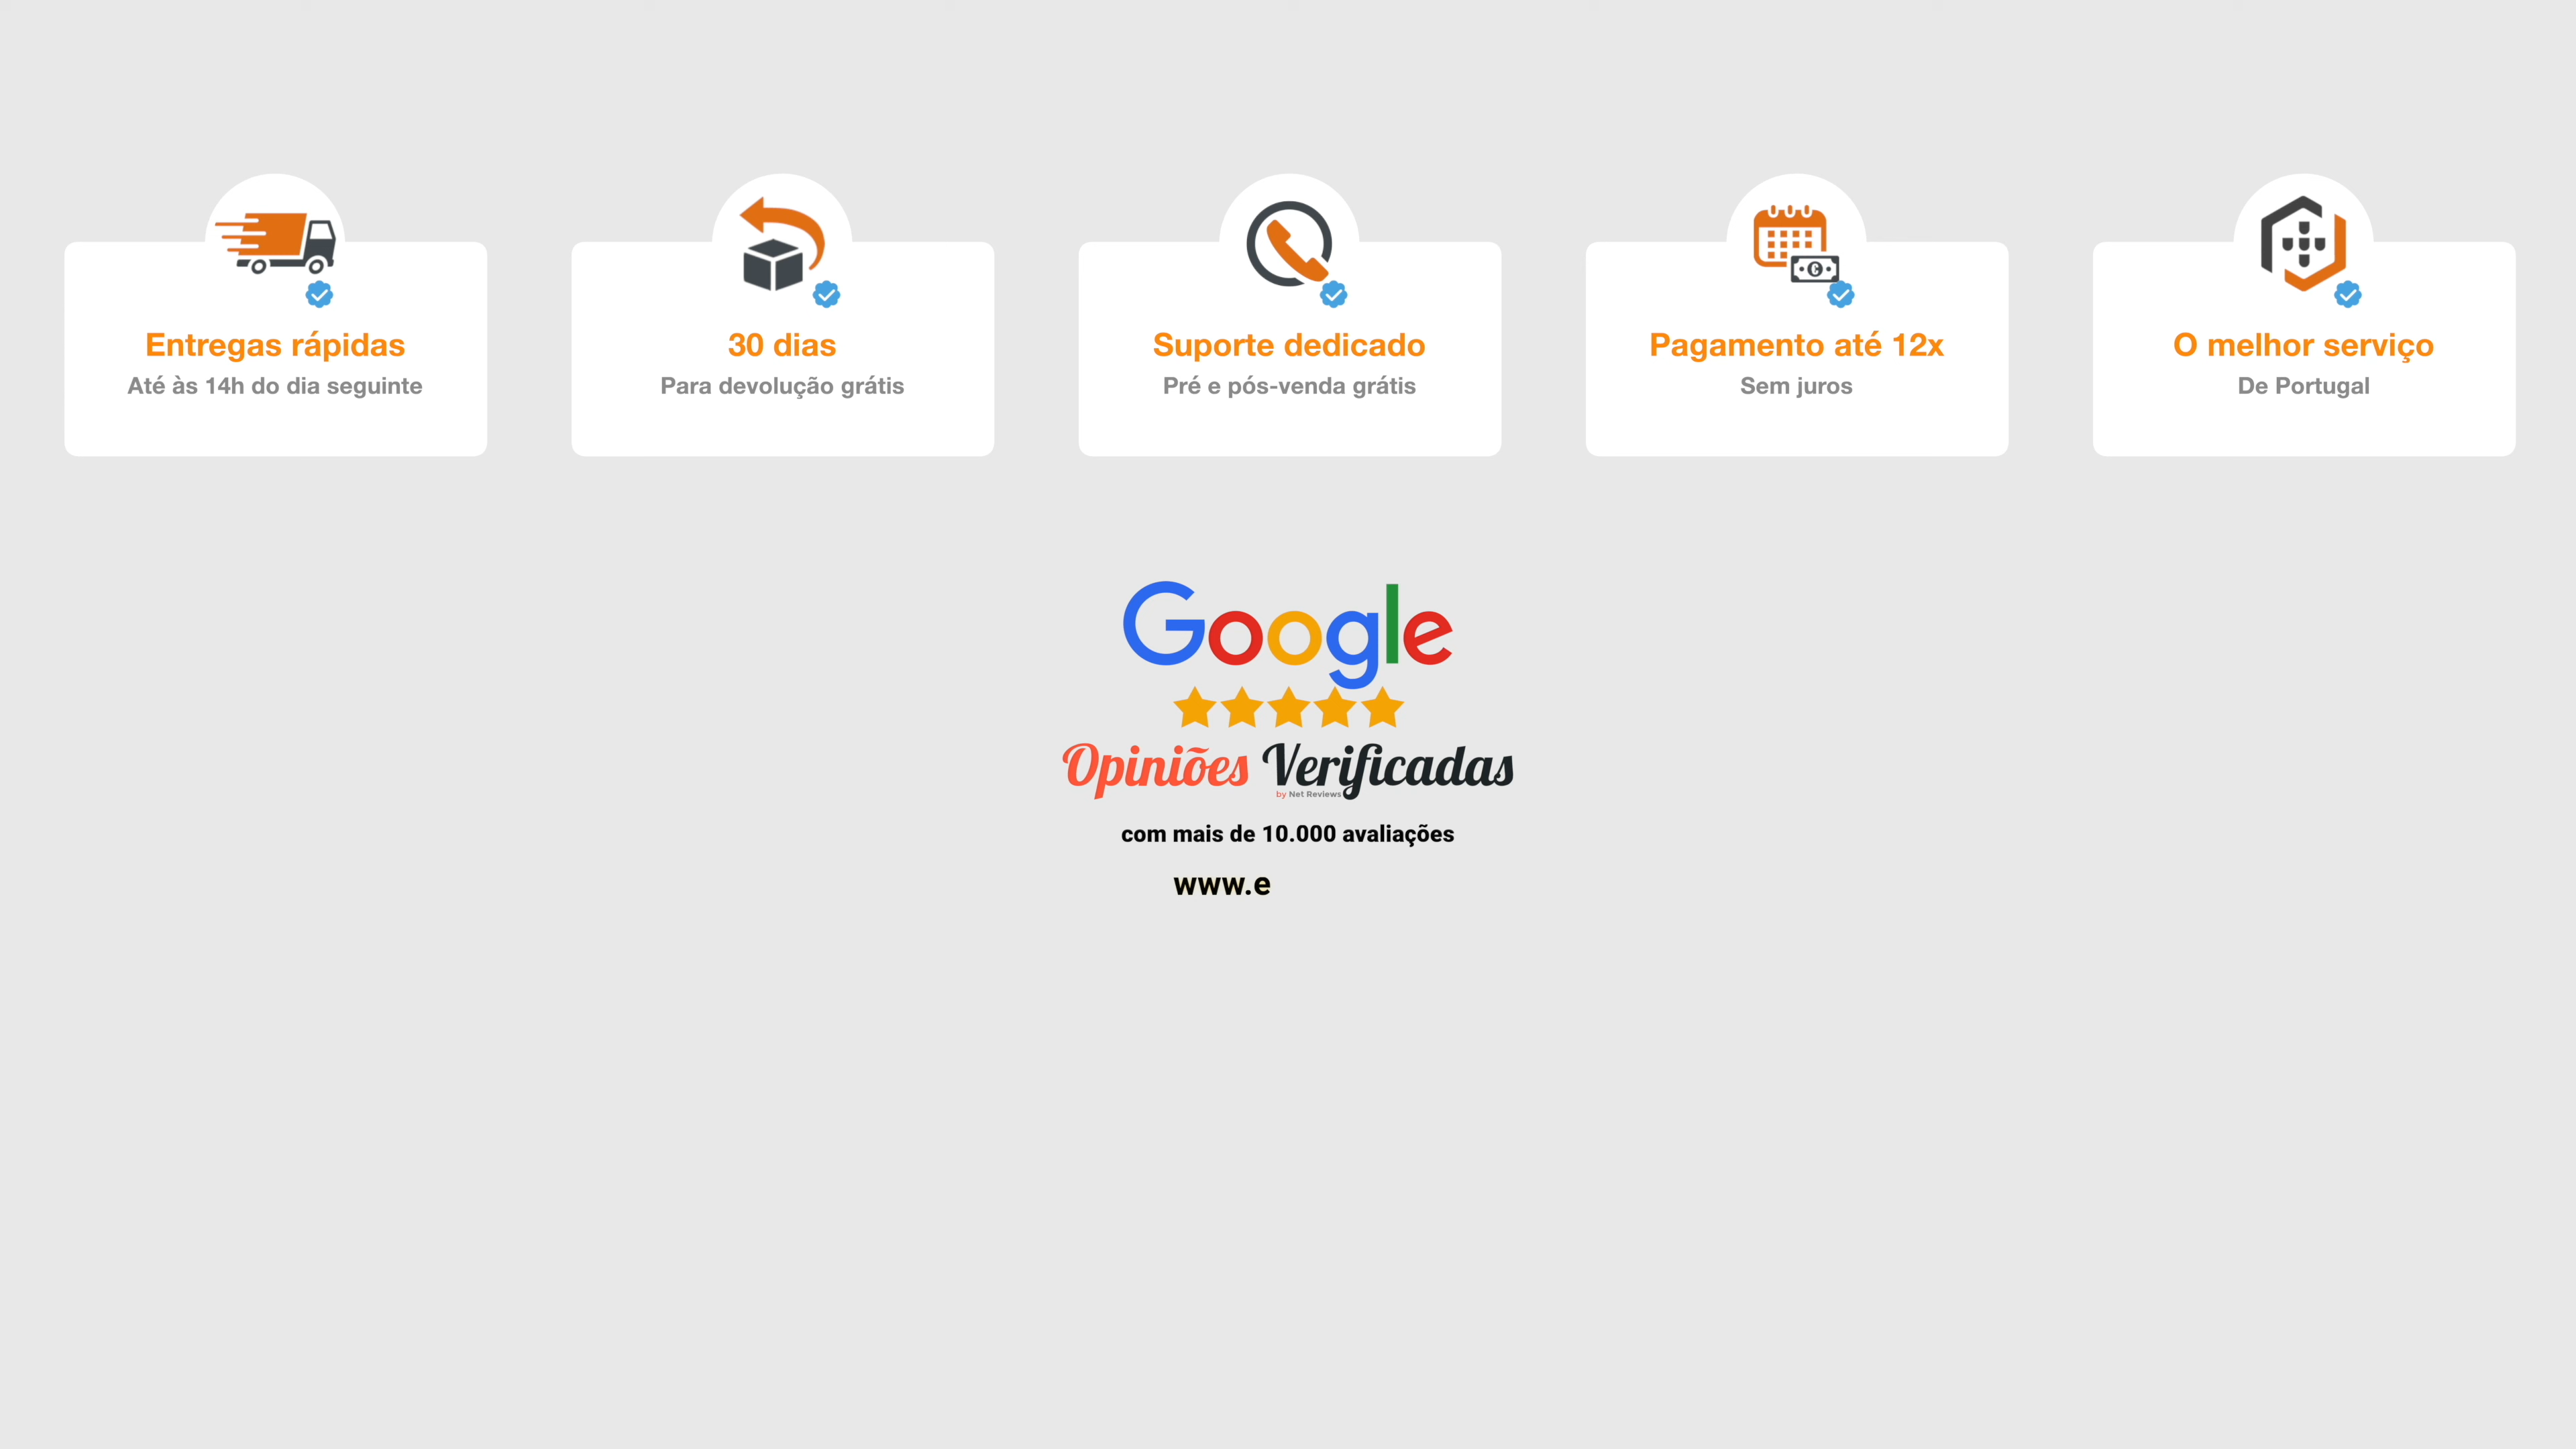 Entregas rápidas
Até às 14h do dia seguinte
30 dias
Para devolução grátis
Suporte dedicado
Pré e pós-venda grátis
Pagamento até 12x
Sem juros
O melhor serviço
De Portugal
Google
Opiniões Verificadas
by Net Reviews
com mais de 10.000 avaliações
www.e